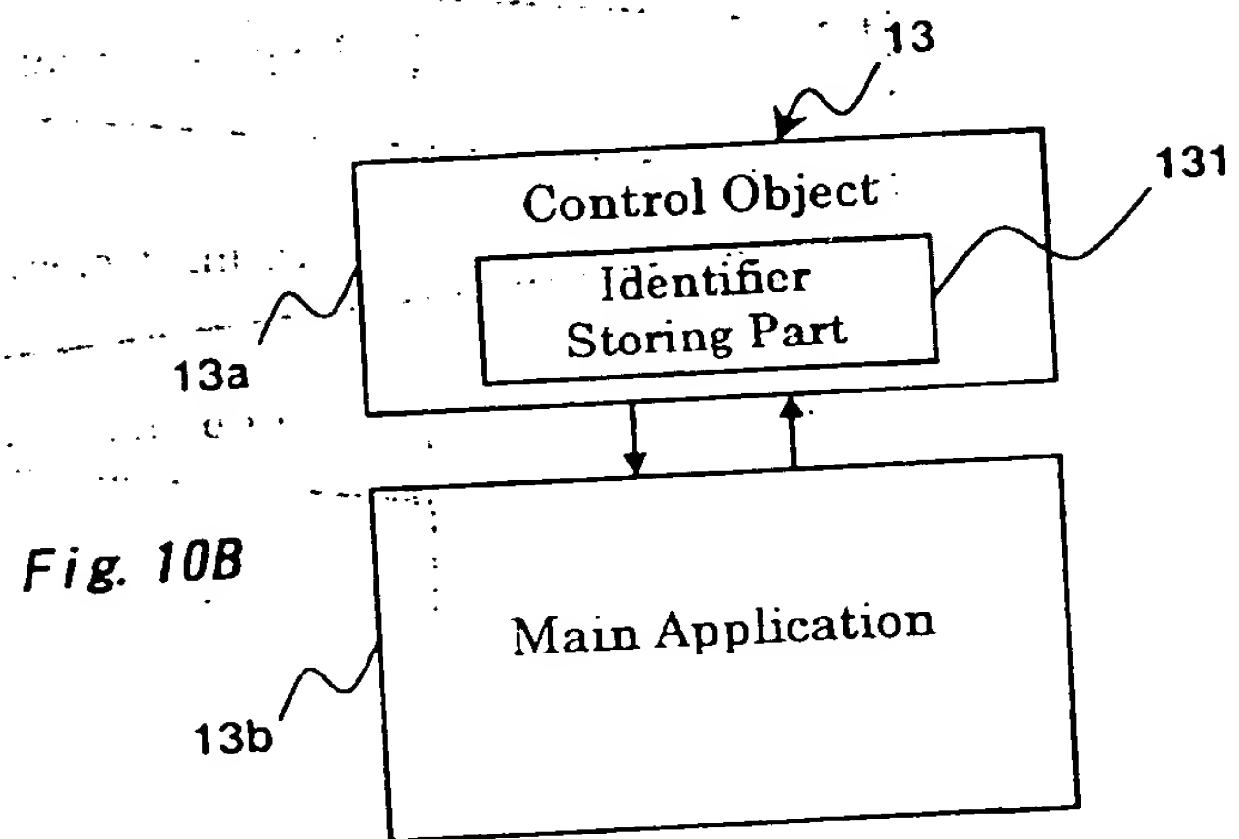 13
131
Control Object
Identifier
Storing Part
13a
Fig. 10B
Main Application
13b